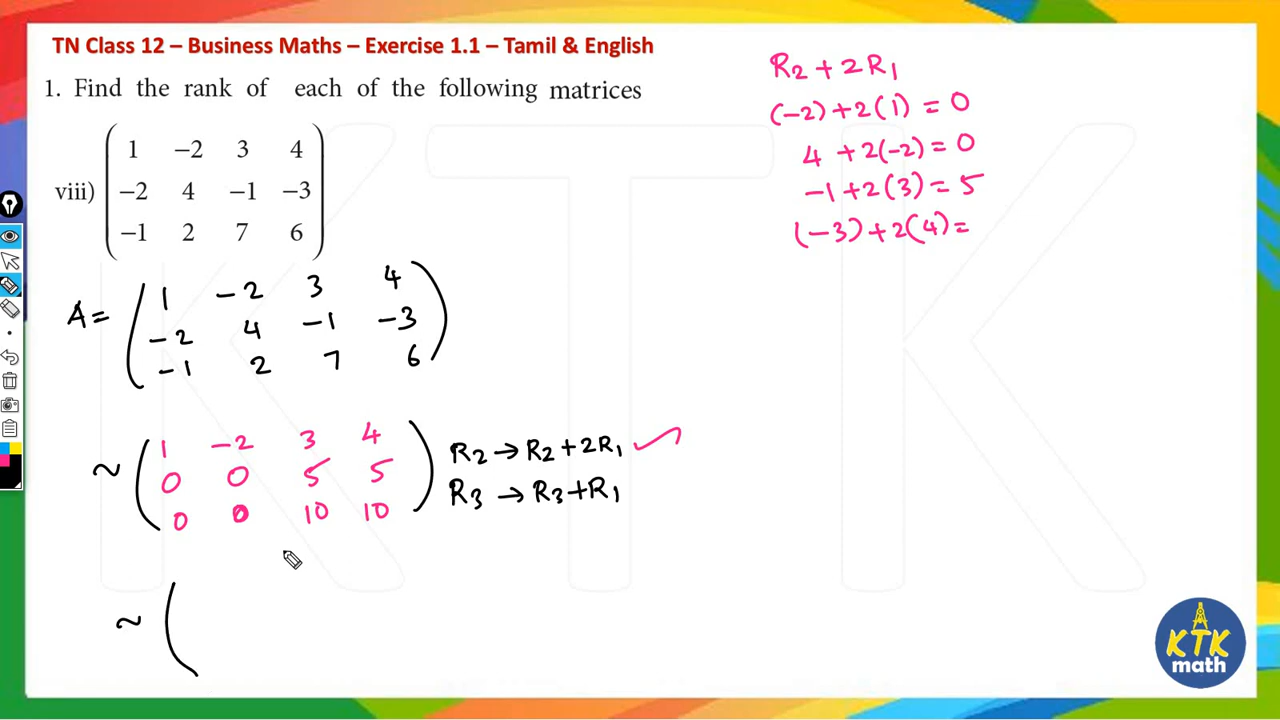 TN Class 12 – Business Maths – Exercise 1.1 – Tamil & English
1. Find the rank of each of the following matrices
viii)
1 −2 3 4
−2 4 −1 −3
−1 2 7 6
R2 + 2R1
(−2) + 2(1) = 0
4 + 2(−2) = 0
−1 + 2(3) = 5
(−3) + 2(4) =
A = ( 1 −2 3 4
−2 4 −1 −3
−1 2 7 6 )
~ ( 1 −2 3 4
0 0 5 5
0 0 10 10 )
R2 → R2 + 2R1 ✓
R3 → R3 + R1
~ (
KTK
KTK
math